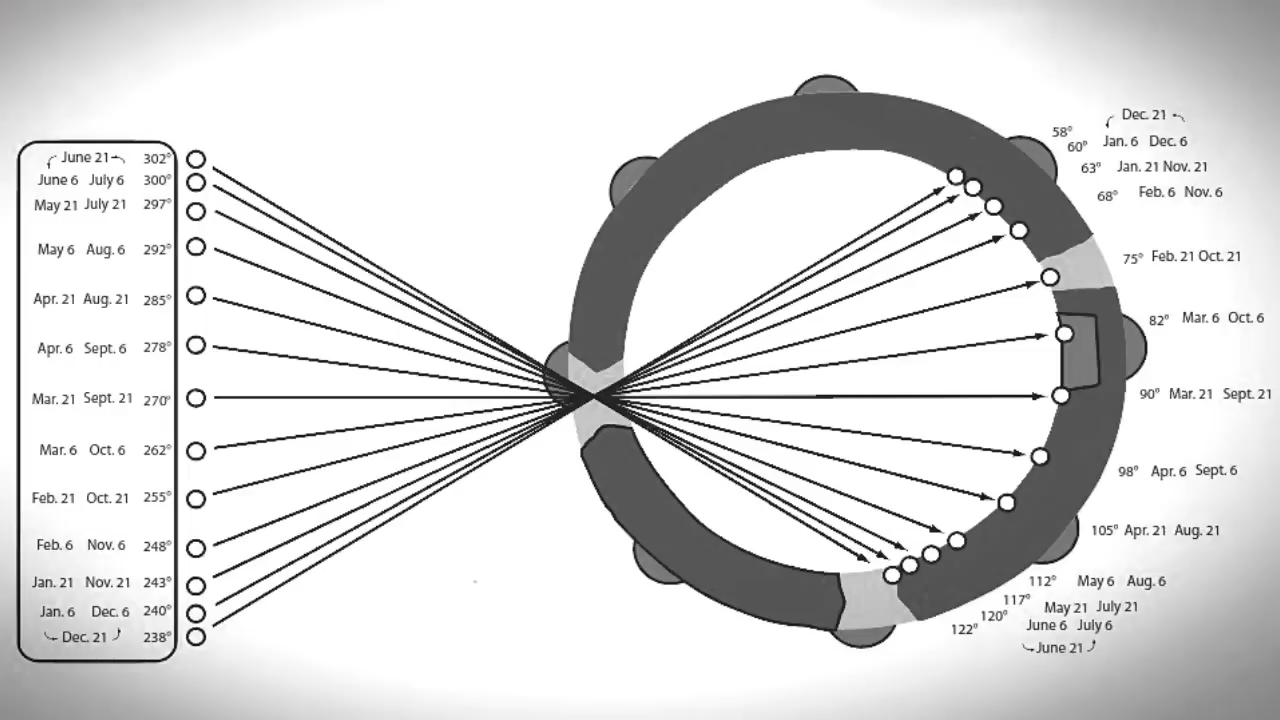 June 21 302°
June 6 July 6 300°
May 21 July 21 297°
May 6 Aug. 6 292°
Apr. 21 Aug. 21 285°
Apr. 6 Sept. 6 278°
Mar. 21 Sept. 21 270°
Mar. 6 Oct. 6 262°
Feb. 21 Oct. 21 255°
Feb. 6 Nov. 6 248°
Jan. 21 Nov. 21 243°
Jan. 6 Dec. 6 240°
Dec. 21 238°
Dec. 21
58°
60° Jan. 6 Dec. 6
63° Jan. 21 Nov. 21
68° Feb. 6 Nov. 6
75° Feb. 21 Oct. 21
82° Mar. 6 Oct. 6
90° Mar. 21 Sept. 21
98° Apr. 6 Sept. 6
105° Apr. 21 Aug. 21
112° May 6 Aug. 6
117° May 21 July 21
120° June 6 July 6
122° June 21